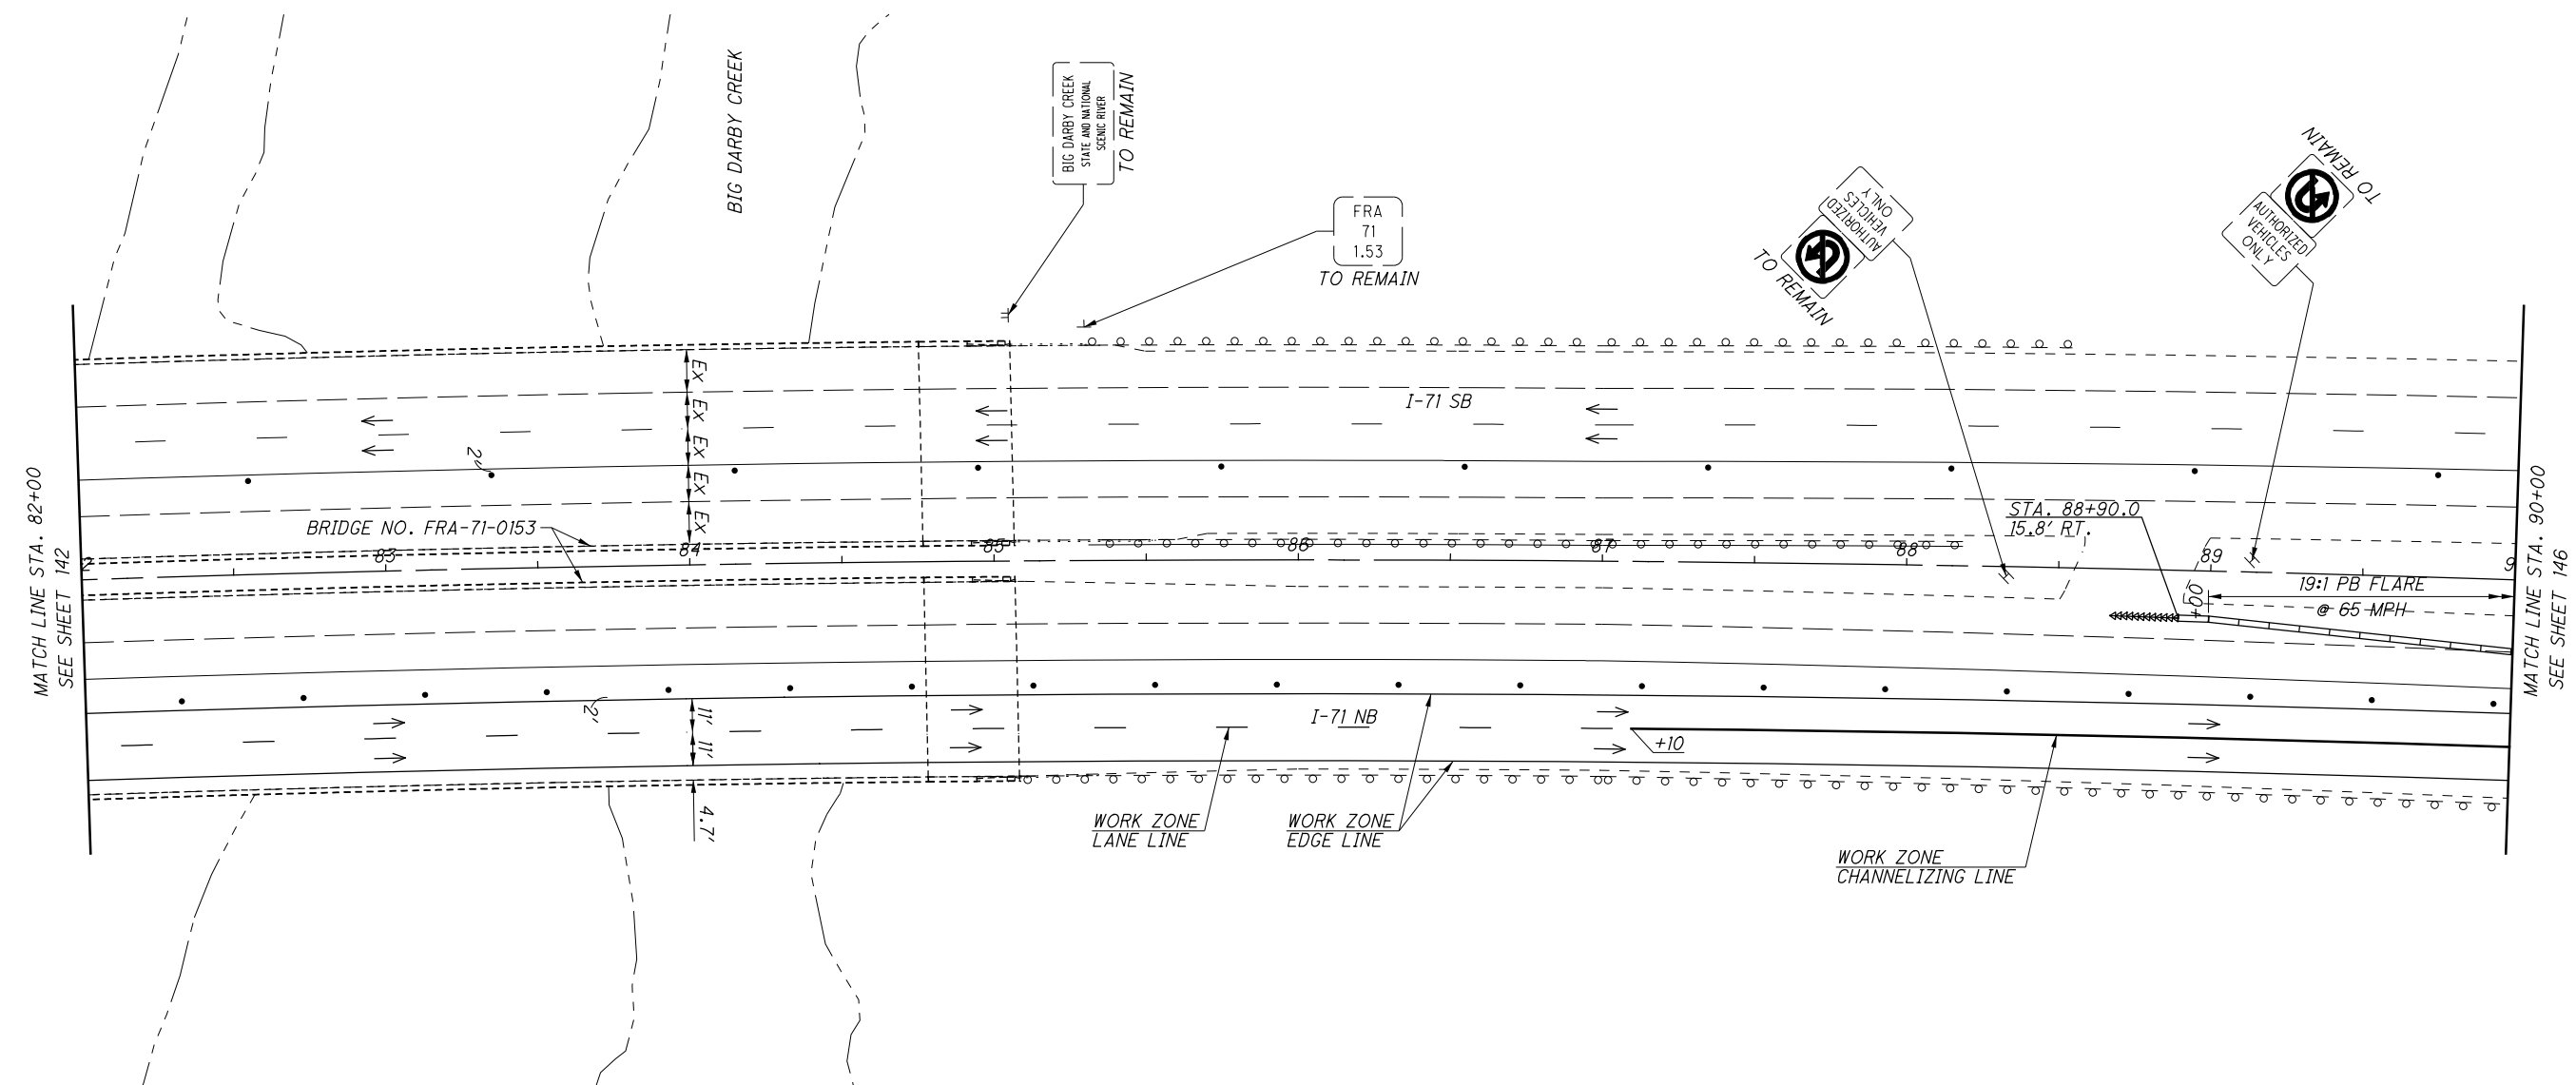 BIG DARBY CREEK
BIG DARBY CREEK
STATE AND NATIONAL
SCENIC RIVER
TO REMAIN
FRA
71
1.53
TO REMAIN
AUTHORIZED
VEHICLES
ONLY
TO REMAIN
TO REMAIN
AUTHORIZED
VEHICLES
ONLY
MATCH LINE STA. 82+00
SEE SHEET 142
Ex
Ex
Ex
Ex
Ex
I-71 SB
2'
BRIDGE NO. FRA-71-0153
2
83
84
85
86
87
88
89
9
STA. 88+90.0
15.8' RT.
+00
19:1 PB FLARE
@ 65 MPH
MATCH LINE STA. 90+00
SEE SHEET 146
2'
11'
11'
4.7'
I-71 NB
+10
WORK ZONE
LANE LINE
WORK ZONE
EDGE LINE
WORK ZONE
CHANNELIZING LINE